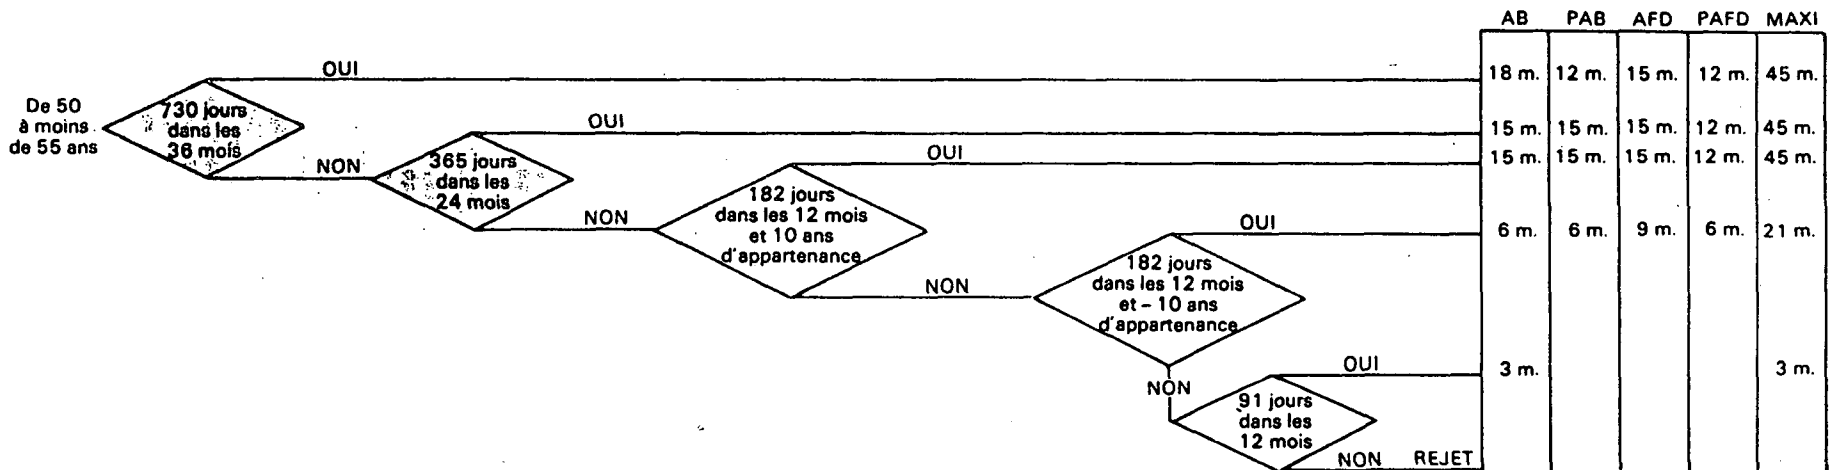 AB PAB AFD PAFD MAXI
OUI
18 m. 12 m. 15 m. 12 m. 45 m.
De 50
à moins
de 55 ans
730 jours
dans les
36 mois
OUI
15 m. 15 m. 15 m. 12 m. 45 m.
NON
365 jours
dans les
24 mois
OUI
15 m. 15 m. 15 m. 12 m. 45 m.
NON
182 jours
dans les 12 mois
et 10 ans
d'appartenance
OUI
6 m. 6 m. 9 m. 6 m. 21 m.
NON
182 jours
dans les 12 mois
et – 10 ans
d'appartenance
OUI
3 m. 3 m.
NON
91 jours
dans les
12 mois
NON REJET